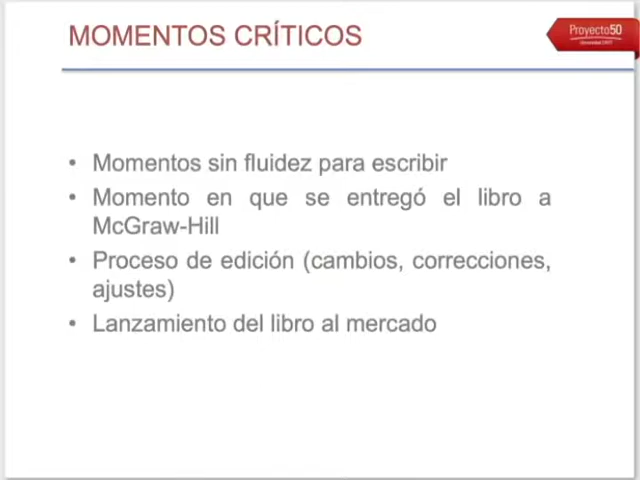 MOMENTOS CRÍTICOS
Proyecto50
• Momentos sin fluidez para escribir
• Momento en que se entregó el libro a
McGraw-Hill
• Proceso de edición (cambios, correcciones,
ajustes)
• Lanzamiento del libro al mercado